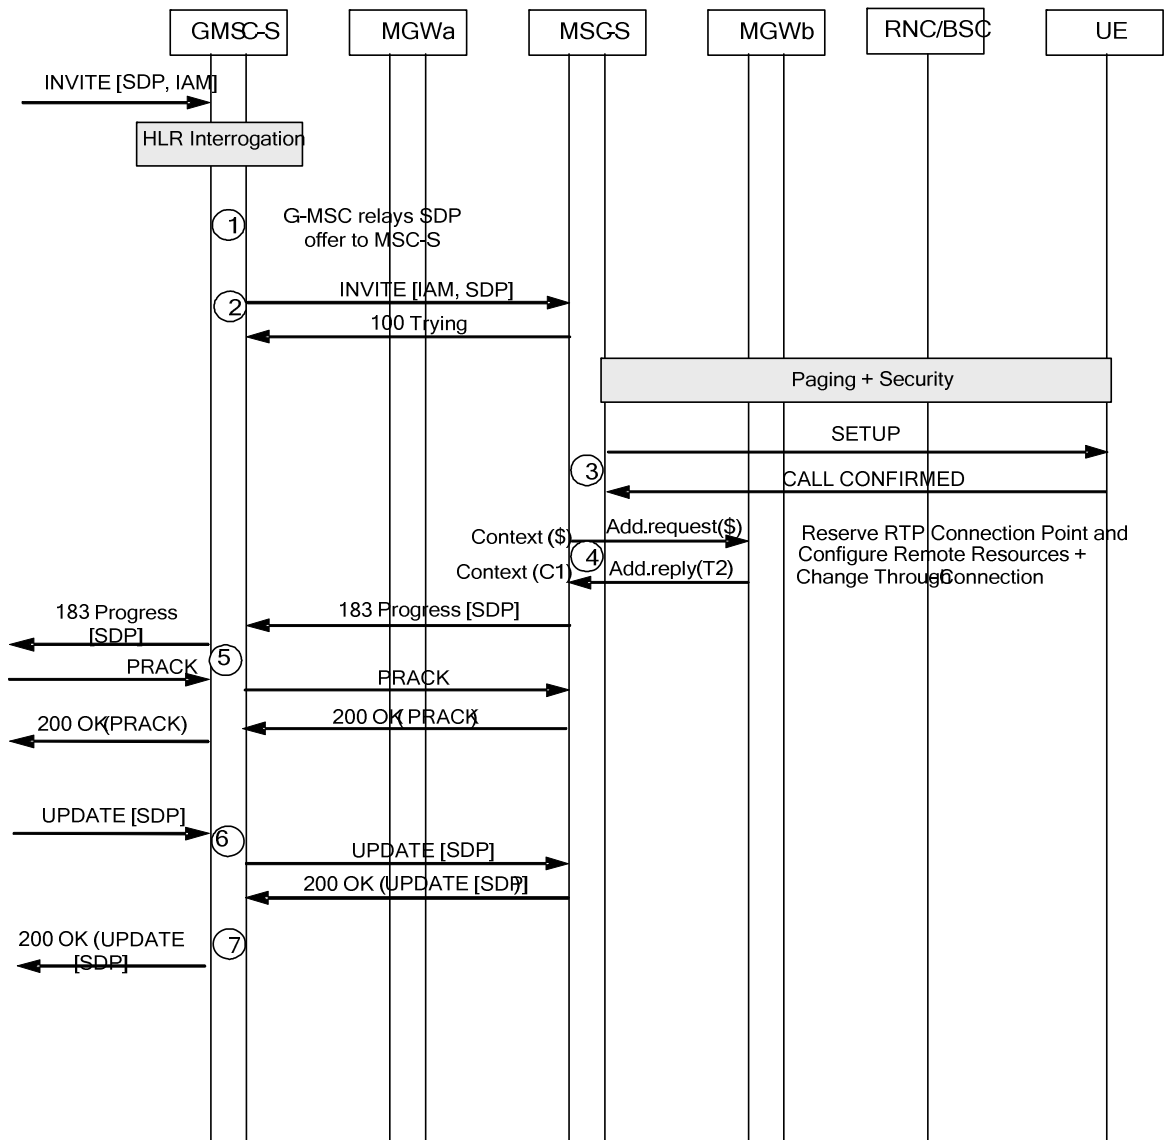 GMSC-S
MGWa
MSC-S
MGWb
RNC/BSC
UE
INVITE [SDP, IAM]
HLR Interrogation
1
G-MSC relays SDP
offer to MSC-S
2
INVITE [IAM, SDP]
100 Trying
Paging + Security
SETUP
3
CALL CONFIRMED
Context ($)
Add.request($)
4
Context (C1)
Add.reply(T2)
Reserve RTP Connection Point and
Configure Remote Resources +
Change Through-Connection
183 Progress [SDP]
183 Progress
[SDP]
5
PRACK
PRACK
200 OK (PRACK)
200 OK (PRACK)
UPDATE [SDP]
6
UPDATE [SDP]
200 OK (UPDATE [SDP])
7
200 OK (UPDATE
[SDP]